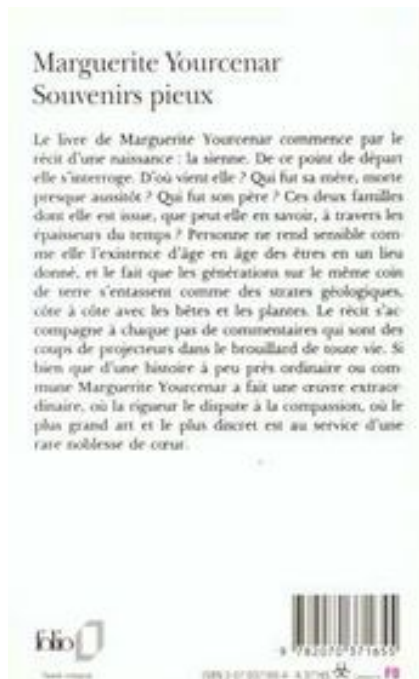 Marguerite Yourcenar
Souvenirs pieux
Le livre de Marguerite Yourcenar commence par le
récit d'une naissance : la sienne. De ce point de départ
elle s'interroge. D'où vient elle ? Qui fut sa mère, morte
presque aussitôt ? Qui fut son père ? Ces deux familles
dont elle est issue, que peut elle en savoir, à travers les
épaisseurs du temps ? Personne ne rend sensible com-
me elle l'existence d'âge en âge des êtres en un lieu
donné, et le fait que les générations sur le même coin
de terre s'entassent comme des strates géologiques,
côte à côte avec les bêtes et les plantes. Le récit s'ac-
compagne à chaque pas de commentaires qui sont des
coups de projecteurs dans le brouillard de toute vie. Si
bien que d'une histoire à peu près ordinaire ou com-
mune Marguerite Yourcenar a fait une œuvre extraor-
dinaire, où la rigueur le dispute à la compassion, où le
plus grand art et le plus discret est au service d'une
rare noblesse de cœur.
folio
9 782070 371655
ISBN 2-07-037165-4